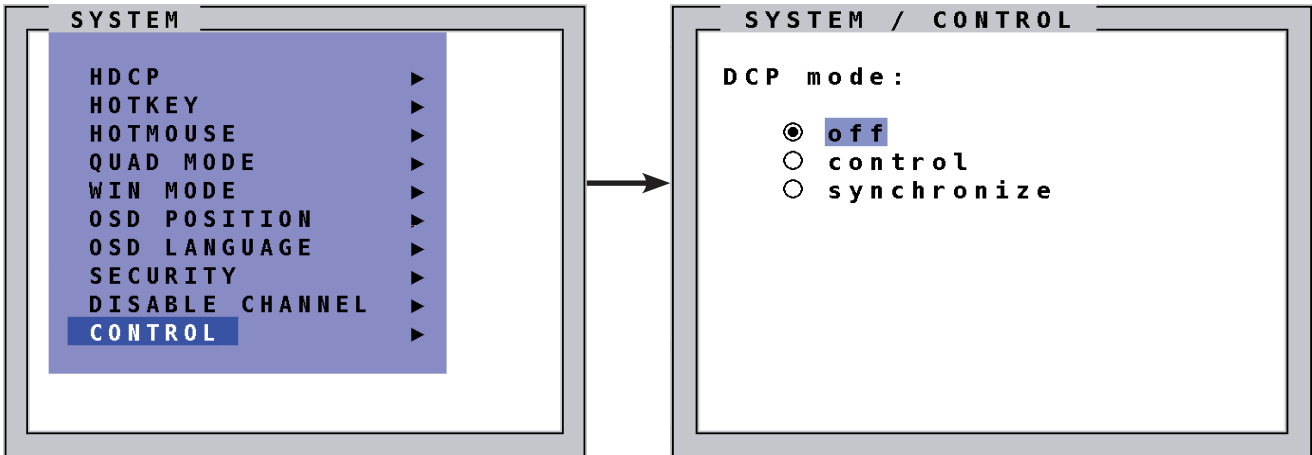 SYSTEM
HDCP ▶
HOTKEY ▶
HOTMOUSE ▶
QUAD MODE ▶
WIN MODE ▶
OSD POSITION ▶
OSD LANGUAGE ▶
SECURITY ▶
DISABLE CHANNEL ▶
CONTROL ▶
SYSTEM / CONTROL
DCP mode:
off
control
synchronize